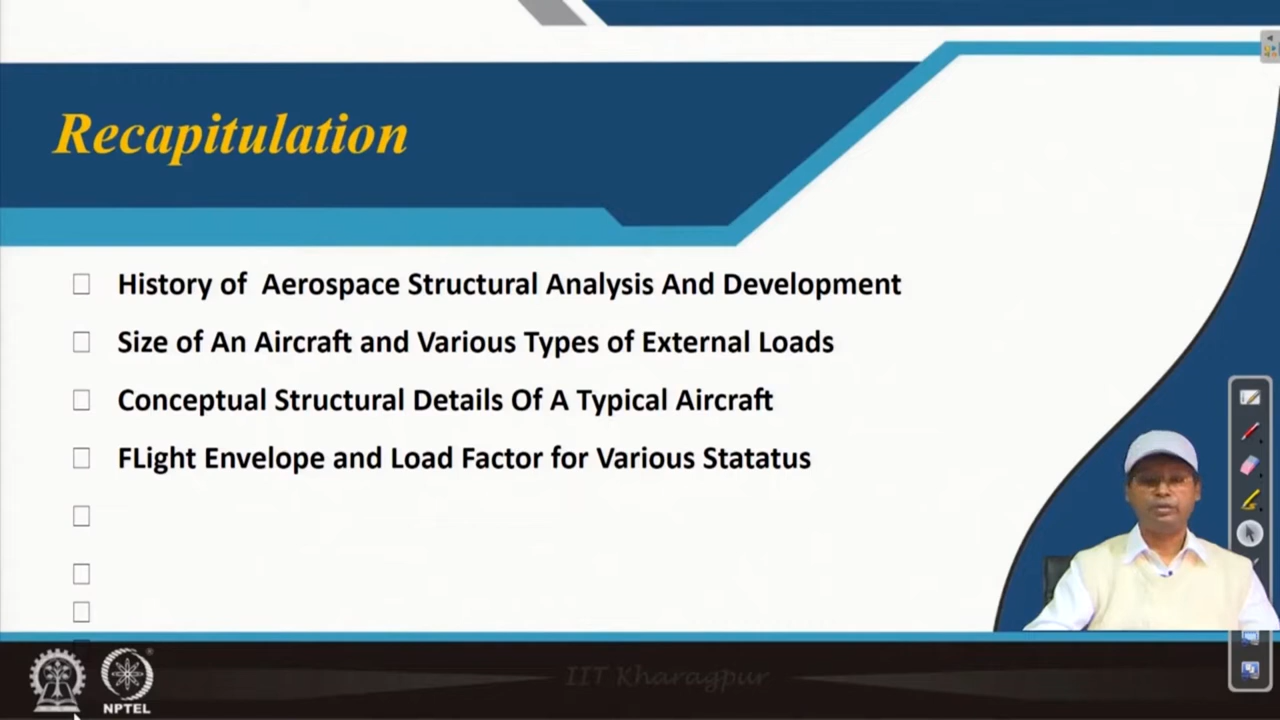 Recapitulation
History of Aerospace Structural Analysis And Development
Size of An Aircraft and Various Types of External Loads
Conceptual Structural Details Of A Typical Aircraft
FLight Envelope and Load Factor for Various Statatus
IIT Kharagpur
NPTEL